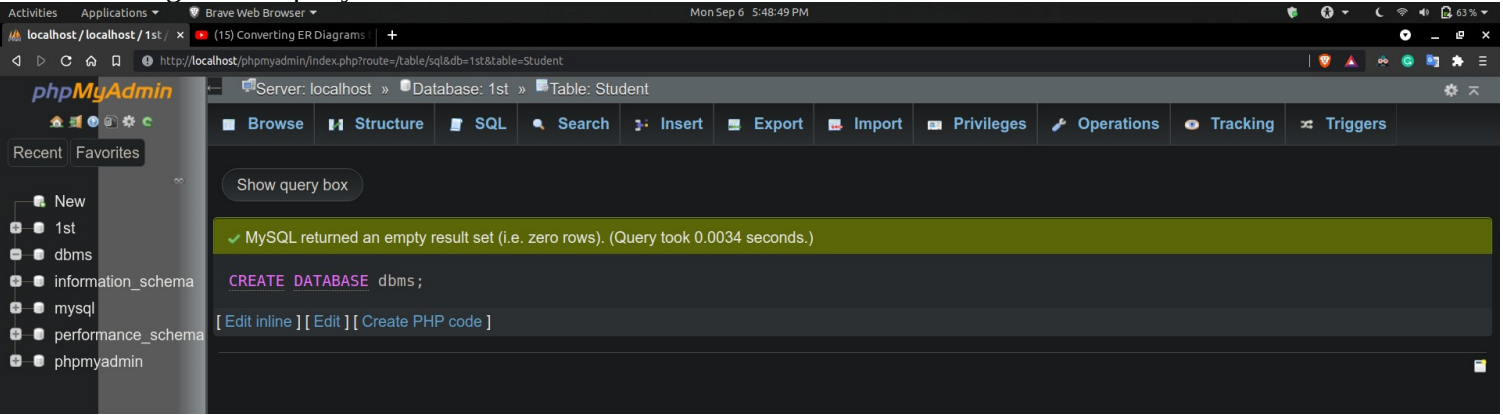 Activities Applications Brave Web Browser Mon Sep 6 5:48:49 PM 63 %
localhost / localhost / 1st / (15) Converting ER Diagrams t
http://localhost/phpmyadmin/index.php?route=/table/sql&db=1st&table=Student
phpMyAdmin
Server: localhost » Database: 1st » Table: Student
Browse Structure SQL Search Insert Export Import Privileges Operations Tracking Triggers
Recent Favorites
Show query box
New
1st
dbms
information_schema
mysql
performance_schema
phpmyadmin
MySQL returned an empty result set (i.e. zero rows). (Query took 0.0034 seconds.)
CREATE DATABASE dbms;
[ Edit inline ] [ Edit ] [ Create PHP code ]